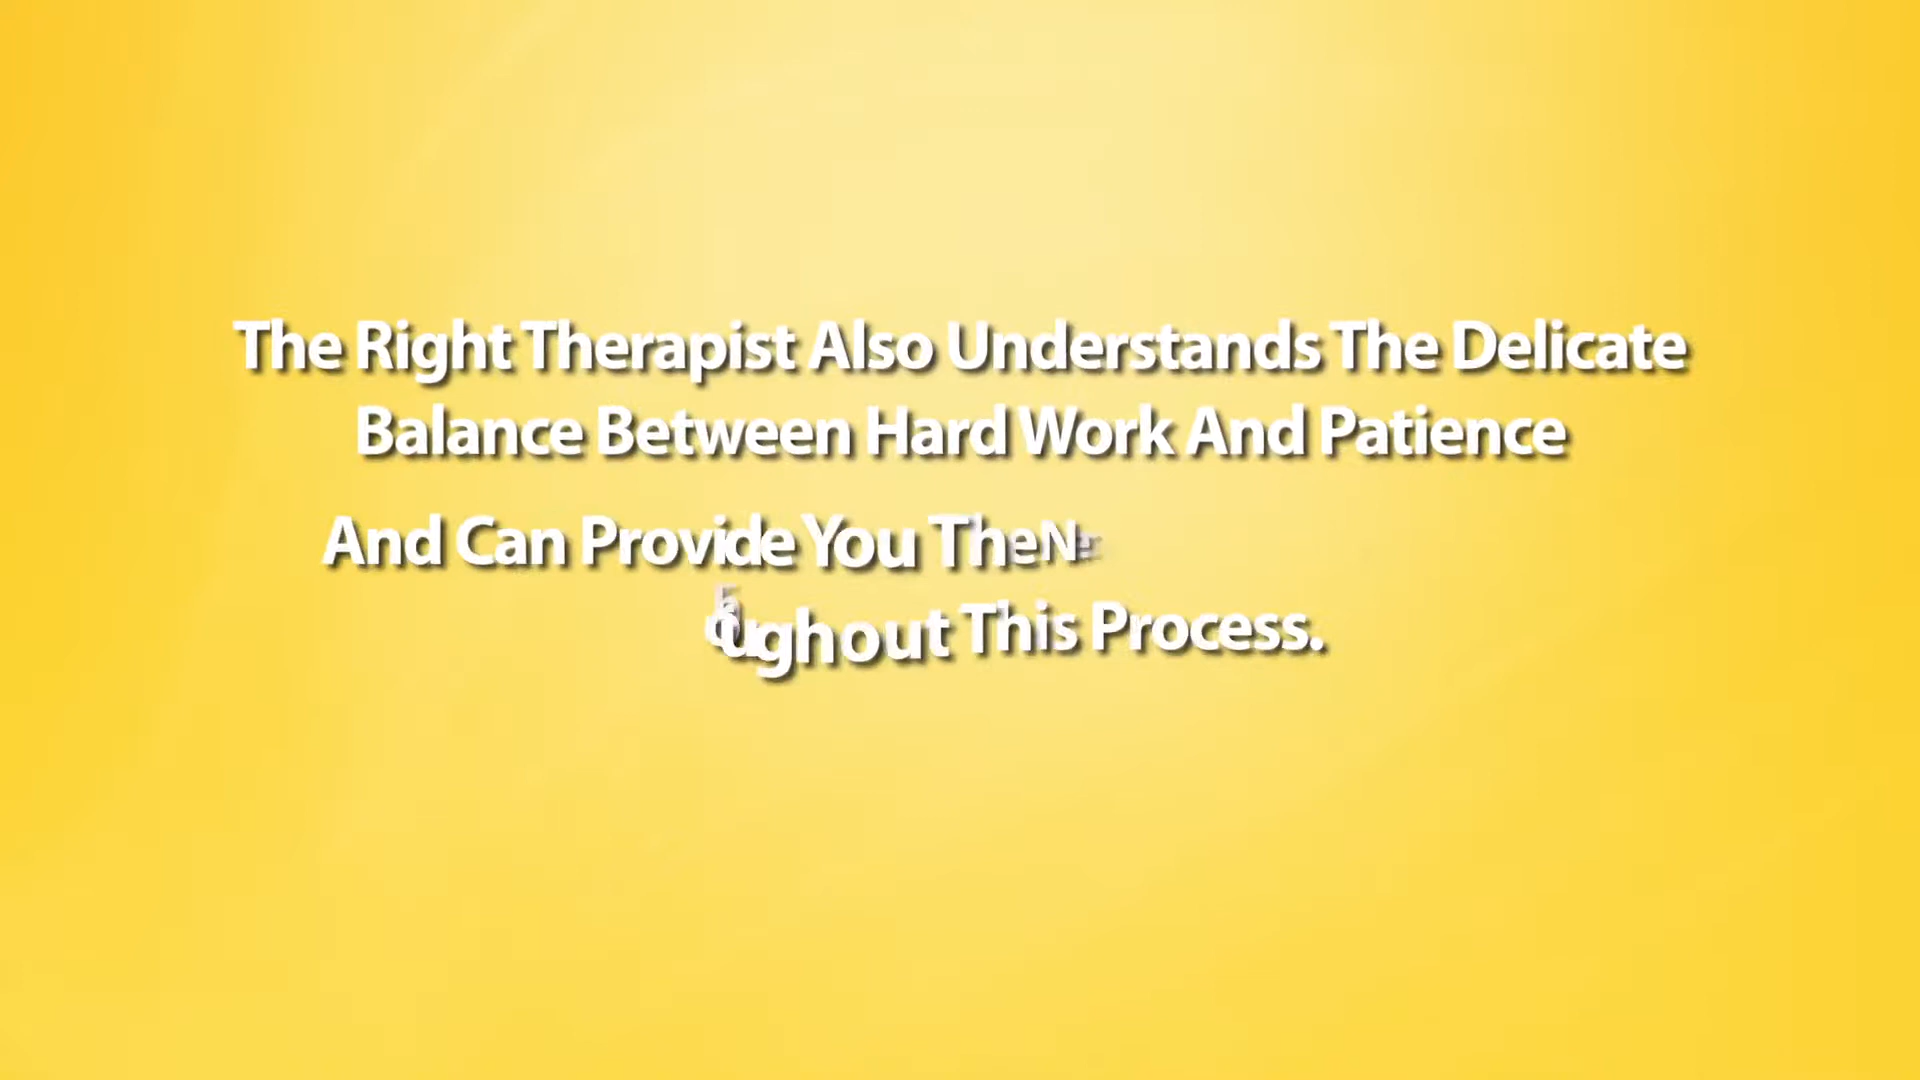 The Right Therapist Also Understands The Delicate
Balance Between Hard Work And Patience
And Can Provide You The
This Process.